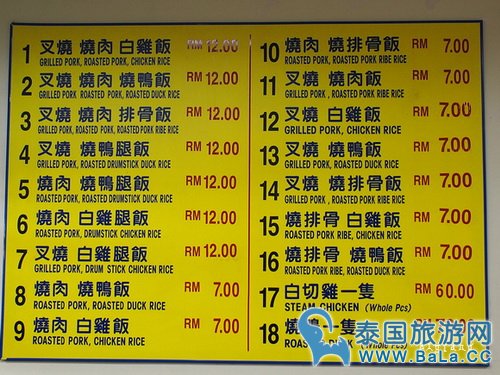 1 叉燒 燒肉 白雞飯 RM 12.00
GRILLED PORK, ROASTED PORK, CHICKEN RICE
2 叉燒 燒肉 燒鴨飯 RM 12.00
GRILLED PORK, ROASTED PORK, ROASTED DUCK RICE
3 叉燒 燒肉 排骨飯 RM 12.00
GRILLED PORK, ROASTED PORK, ROASTED PORK RIBE RICE
4 叉燒 燒鴨腿飯 RM 12.00
GRILLED PORK, ROASTED DRUMSTICK DUCK RICE
5 燒肉 燒鴨腿飯 RM 12.00
ROASTED PORK, ROASTED DRUMSTICK DUCK RICE
6 燒肉 白雞腿飯 RM 12.00
ROASTED PORK, DRUMSTICK CHICKEN RICE
7 叉燒 白雞腿飯 RM 12.00
GRILLED PORK, DRUM STICK CHICKEN RICE
8 燒肉 燒鴨飯 RM 7.00
ROASTED PORK, ROASTED DUCK RICE
9 燒肉 白雞飯 RM 7.00
ROASTED PORK, CHICKEN RICE
10 燒肉 燒排骨飯 RM 7.00
ROASTED PORK, ROASTED PORK RIBE RICE
11 叉燒 燒肉飯 RM 7.00
GRILLED PORK, ROASTED PORK RICE
12 叉燒 白雞飯 RM 7.00
GRILLED PORK, CHICKEN RICE
13 叉燒 燒鴨飯 RM 7.00
GRILLED PORK, ROASTED DUCK RICE
14 叉燒 燒排骨飯 RM 7.00
GRILLED PORK, ROASTED PORK RIBE RICE
15 燒排骨 白雞飯 RM 7.00
ROASTED PORK RIBE, CHICKEN RICE
16 燒排骨 燒鴨飯 RM 7.00
ROASTED PORK RIBE, ROASTED DUCK RICE
17 白切雞一隻 RM 60.00
STEAM CHICKEN (Whole Pcs)
18 燒鴨一隻
(Whole Pcs)
泰国旅游网
www.BaLa.cc